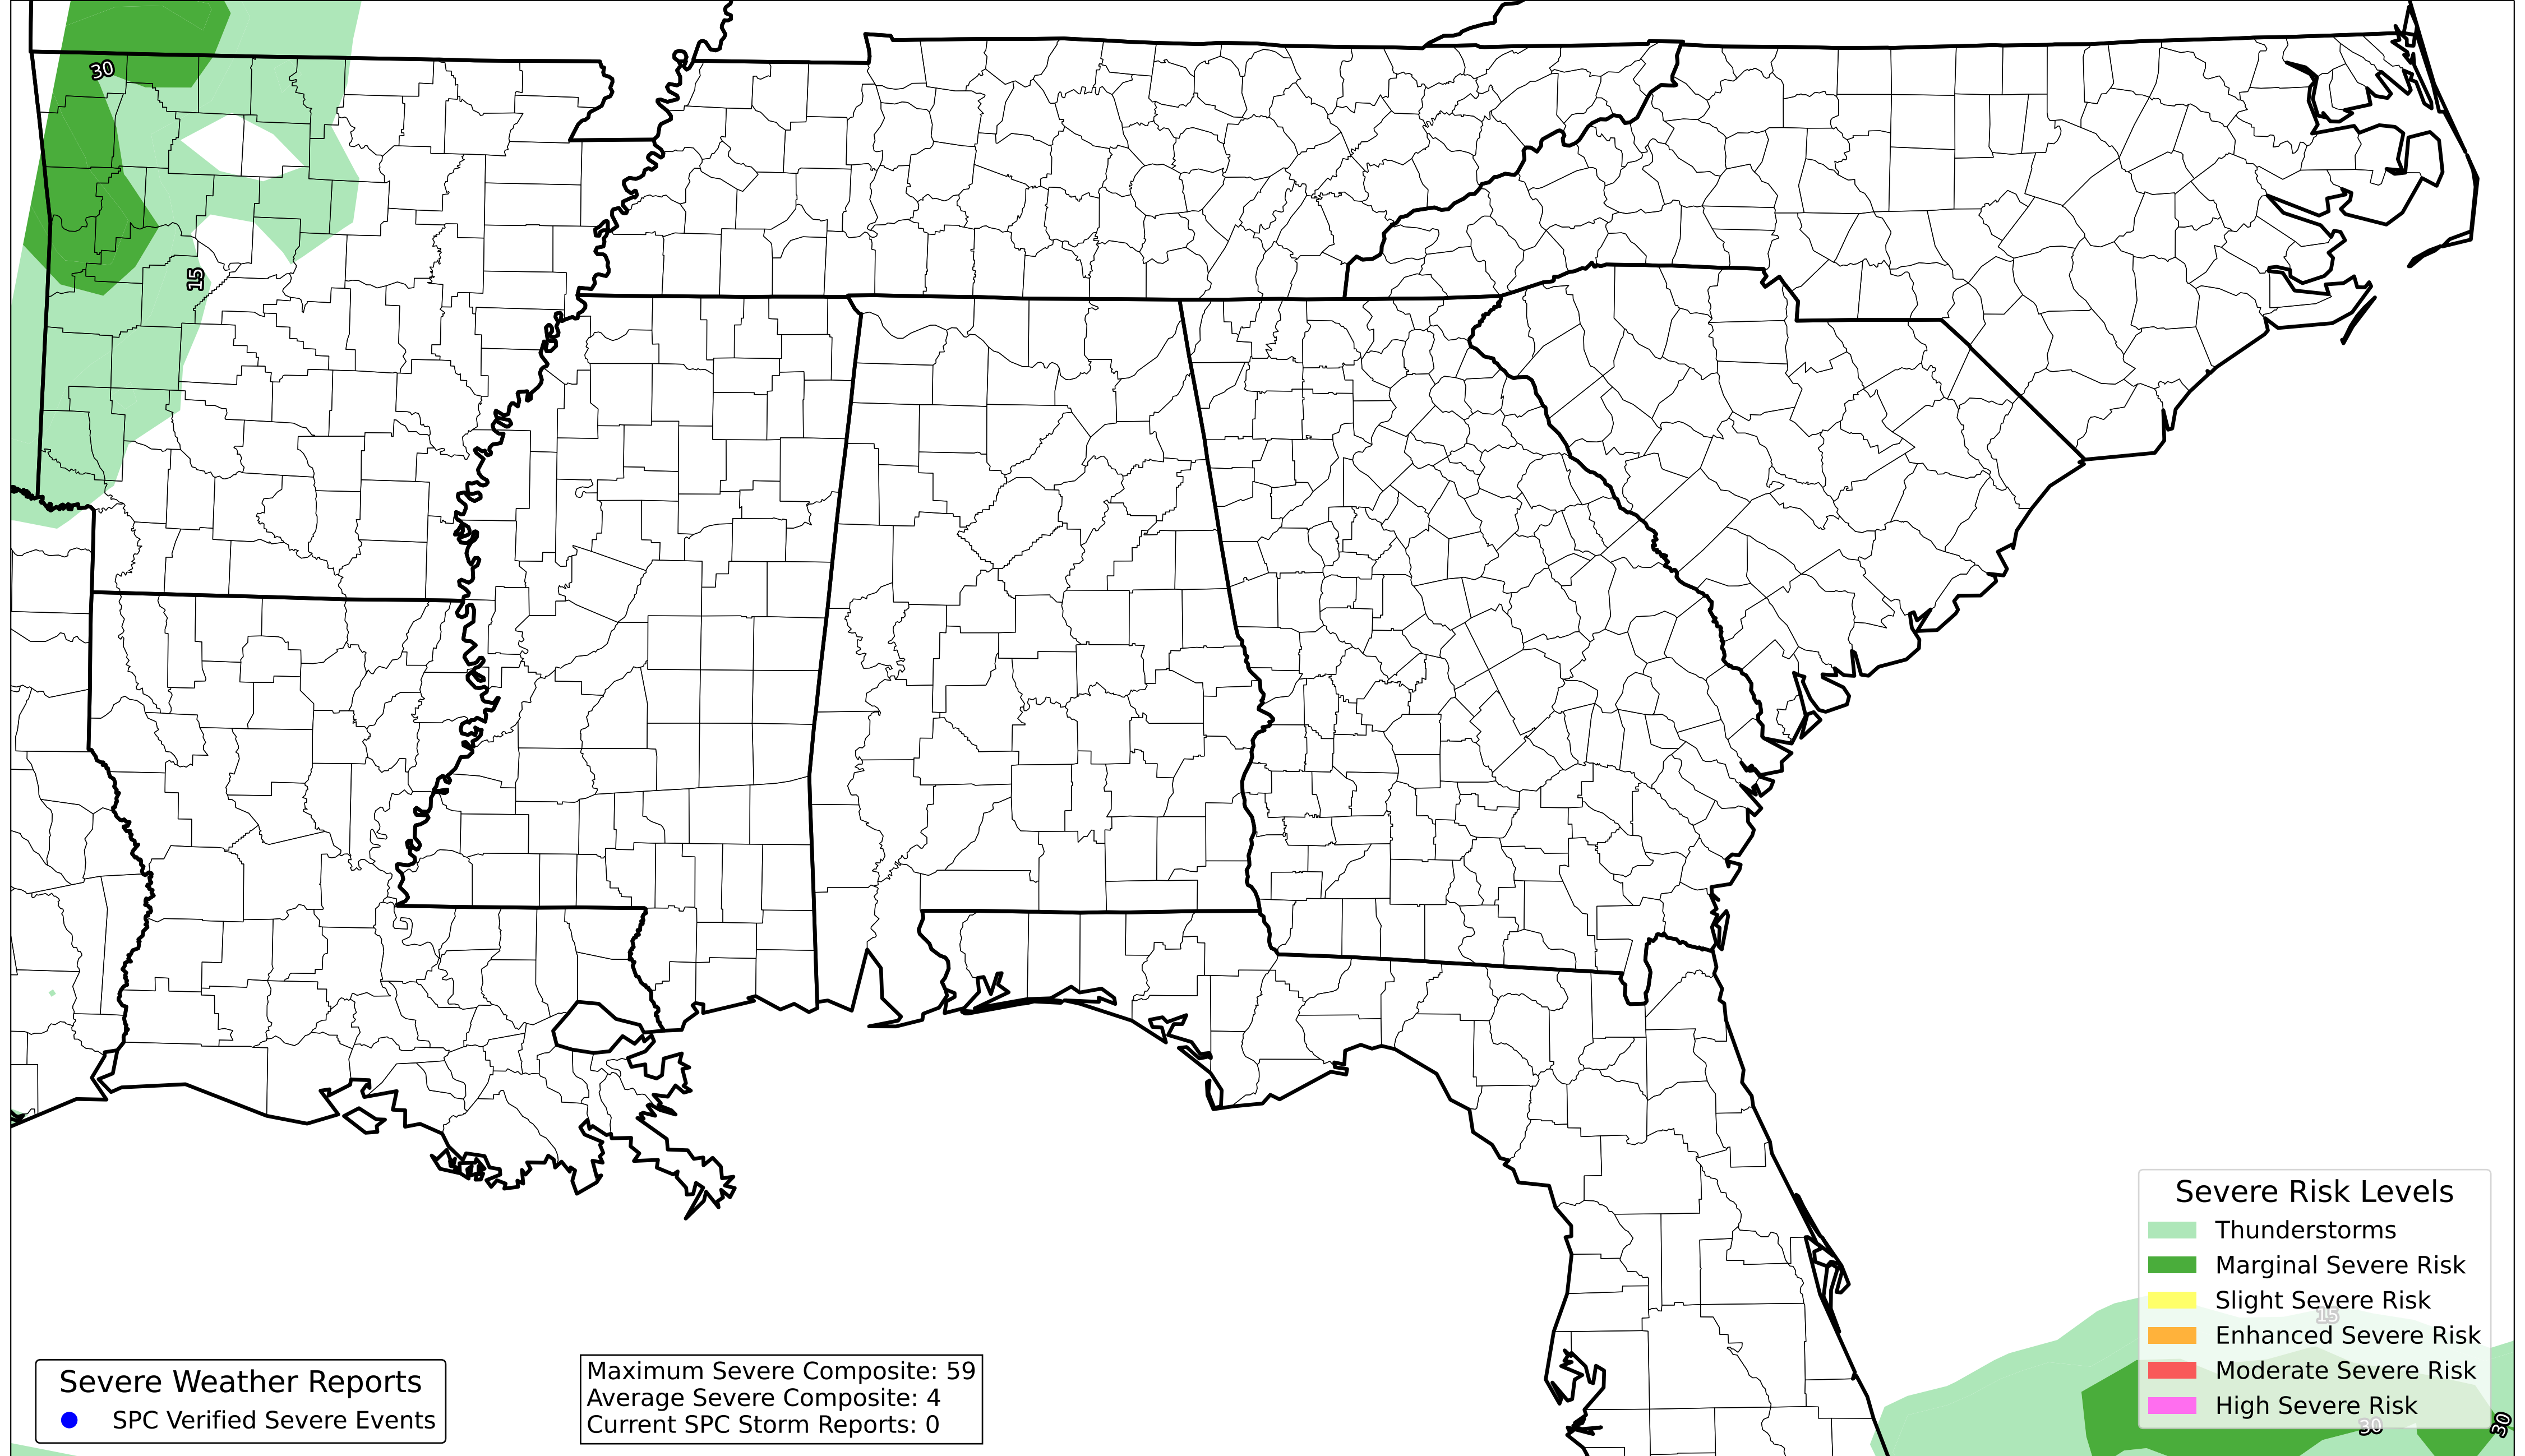 30
15
Severe Risk Levels
Thunderstorms
Marginal Severe Risk
15
Slight Severe Risk
Enhanced Severe Risk
Moderate Severe Risk
High Severe Risk
30
30
Severe Weather Reports
SPC Verified Severe Events
Maximum Severe Composite: 59
Average Severe Composite: 4
Current SPC Storm Reports: 0